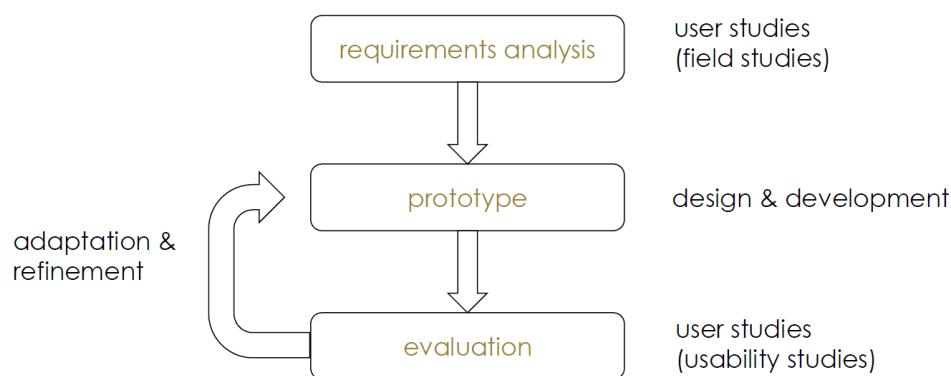 requirements analysis
user studies
(field studies)
prototype
design & development
adaptation &
refinement
evaluation
user studies
(usability studies)